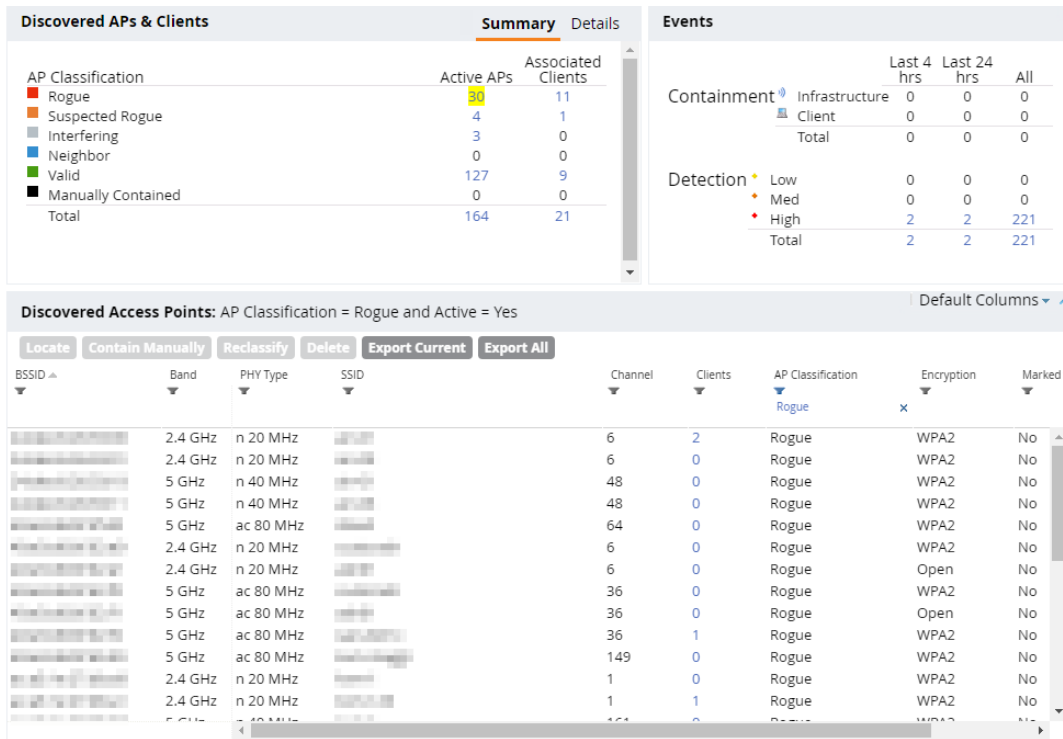 Discovered APs & Clients Summary Details
AP Classification Active APs Associated Clients
Rogue 30 11
Suspected Rogue 4 1
Interfering 3 0
Neighbor 0 0
Valid 127 9
Manually Contained 0 0
Total 164 21
Events
Last 4 hrs Last 24 hrs All
Containment Infrastructure 0 0 0
Client 0 0 0
Total 0 0 0
Detection Low 0 0 0
Med 0 0 0
High 2 2 221
Total 2 2 221
Default Columns
Discovered Access Points: AP Classification = Rogue and Active = Yes
Locate Contain Manually Reclassify Delete Export Current Export All
BSSID Band PHY Type SSID Channel Clients AP Classification Encryption Marked
Rogue x
2.4 GHz n 20 MHz 6 2 Rogue WPA2 No
2.4 GHz n 20 MHz 6 0 Rogue WPA2 No
5 GHz n 40 MHz 48 0 Rogue WPA2 No
5 GHz n 40 MHz 48 0 Rogue WPA2 No
5 GHz ac 80 MHz 64 0 Rogue WPA2 No
2.4 GHz n 20 MHz 6 0 Rogue WPA2 No
2.4 GHz n 20 MHz 6 0 Rogue Open No
5 GHz ac 80 MHz 36 0 Rogue WPA2 No
5 GHz ac 80 MHz 36 0 Rogue Open No
5 GHz ac 80 MHz 36 1 Rogue WPA2 No
5 GHz ac 80 MHz 149 0 Rogue WPA2 No
2.4 GHz n 20 MHz 1 0 Rogue WPA2 No
2.4 GHz n 20 MHz 1 1 Rogue WPA2 No